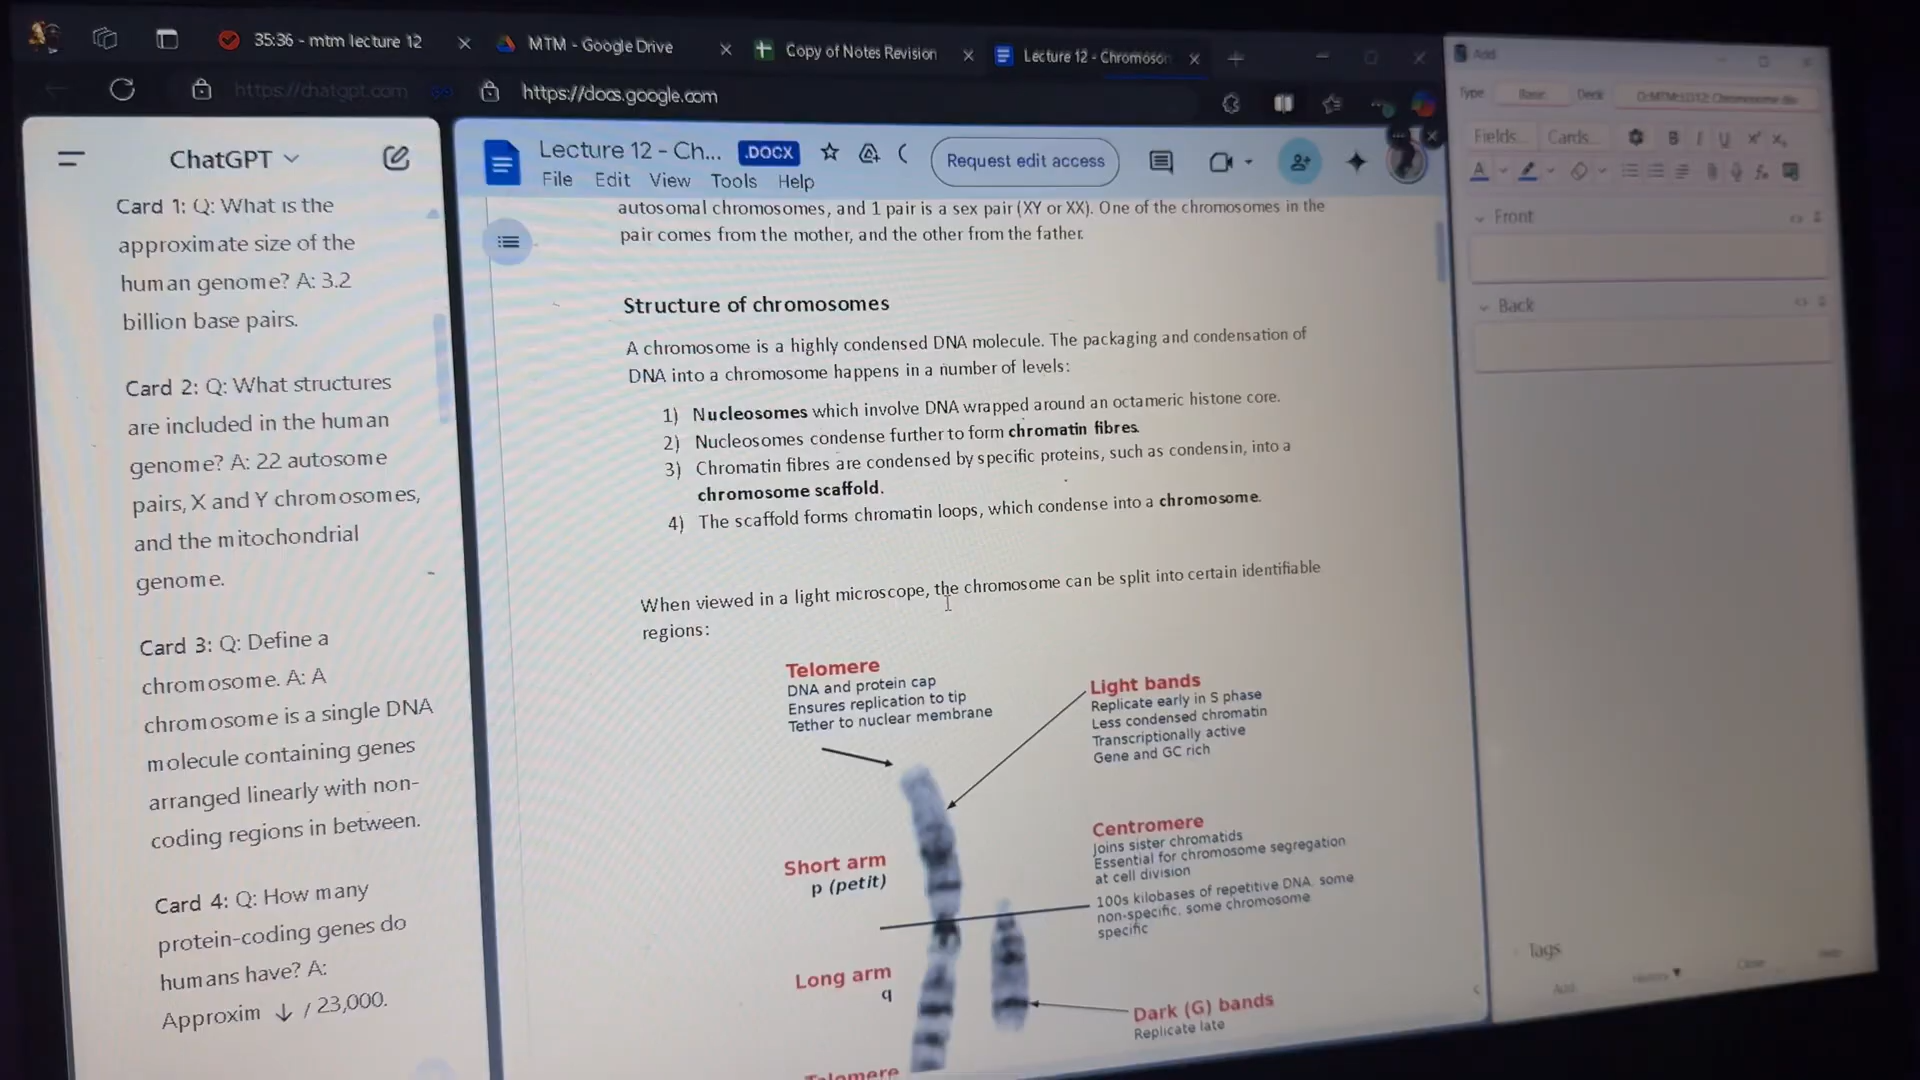 35:36 - mtm lecture 12
MTM - Google Drive
Copy of Notes Revision
Lecture 12 - Chromoson
https://chatgpt.com
https://docs.google.com
ChatGPT
Card 1: Q: What is the
approximate size of the
human genome? A: 3.2
billion base pairs.
Card 2: Q: What structures
are included in the human
genome? A: 22 autosome
pairs, X and Y chromosomes,
and the mitochondrial
genome.
Card 3: Q: Define a
chromosome. A: A
chromosome is a single DNA
molecule containing genes
arranged linearly with non-
coding regions in between.
Card 4: Q: How many
protein-coding genes do
humans have? A:
Approxim / 23,000.
Lecture 12 - Ch... .DOCX
Request edit access
File Edit View Tools Help
autosomal chromosomes, and 1 pair is a sex pair (XY or XX). One of the chromosomes in the
pair comes from the mother, and the other from the father.
Structure of chromosomes
A chromosome is a highly condensed DNA molecule. The packaging and condensation of
DNA into a chromosome happens in a number of levels:
1) Nucleosomes which involve DNA wrapped around an octameric histone core.
2) Nucleosomes condense further to form chromatin fibres.
3) Chromatin fibres are condensed by specific proteins, such as condensin, into a
chromosome scaffold.
4) The scaffold forms chromatin loops, which condense into a chromosome.
When viewed in a light microscope, the chromosome can be split into certain identifiable
regions:
Telomere
DNA and protein cap
Ensures replication to tip
Tether to nuclear membrane
Light bands
Replicate early in S phase
Less condensed chromatin
Transcriptionally active
Gene and GC rich
Short arm
p (petit)
Centromere
Joins sister chromatids
Essential for chromosome segregation
at cell division
100s kilobases of repetitive DNA, some
non-specific, some chromosome
specific
Long arm
q
Dark (G) bands
Replicate late
Telomere
Add
Type Basic Deck
Fields... Cards...
B I U
A
Front
Back
Tags
Add History Close Help